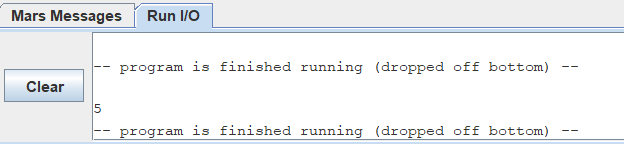 Mars Messages Run I/O
-- program is finished running (dropped off bottom) --
Clear
5
-- program is finished running (dropped off bottom) --